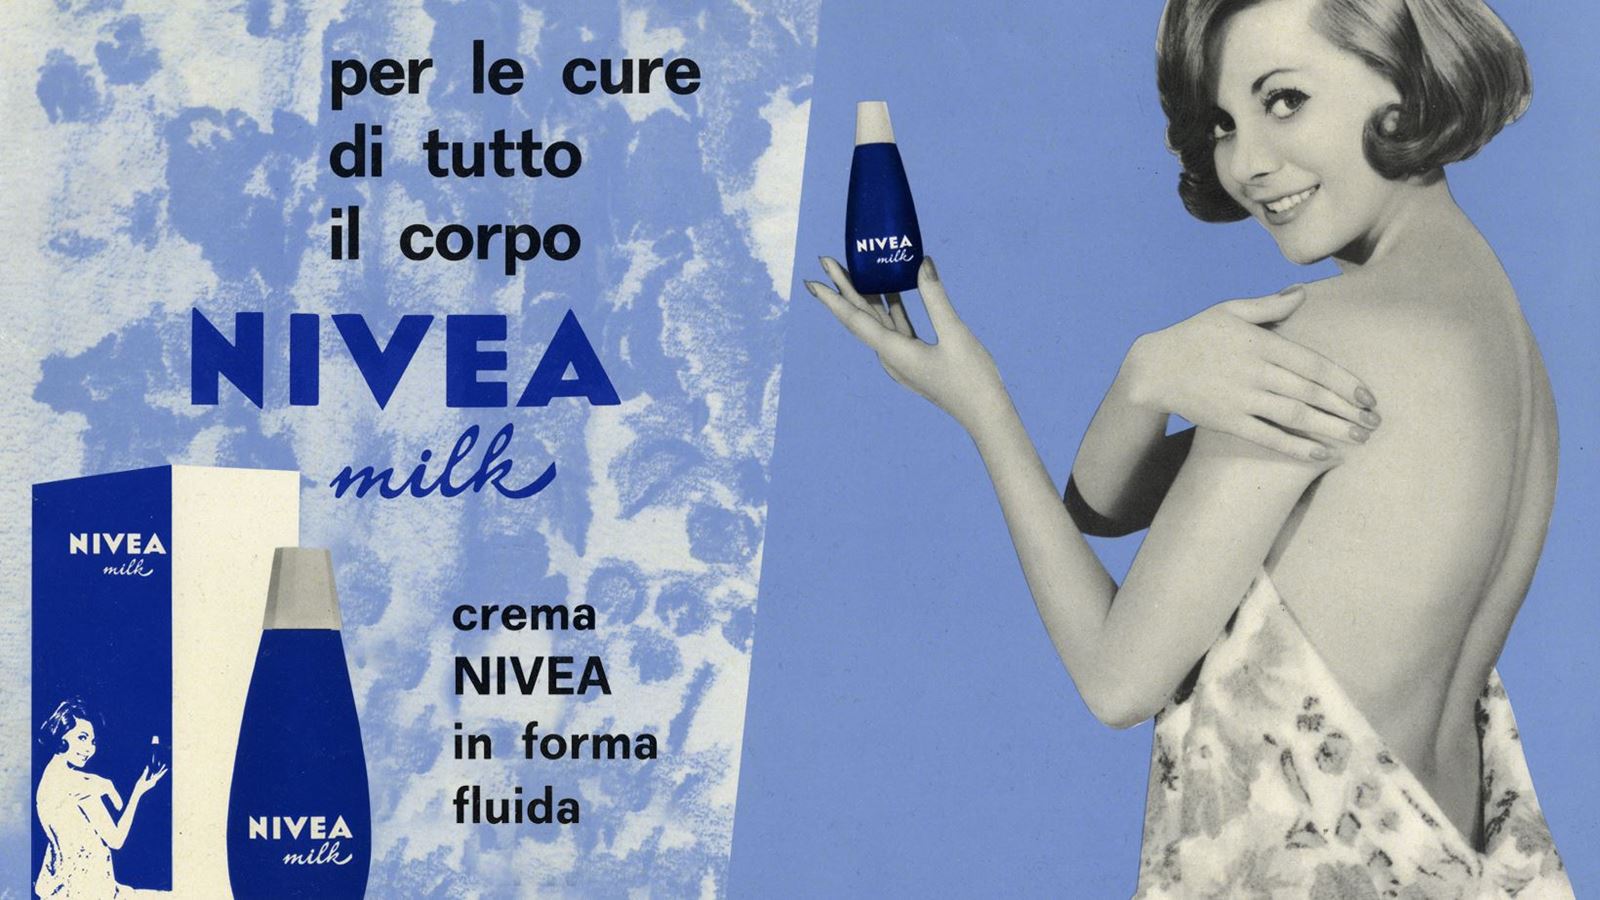 per le cure
di tutto
il corpo
NIVEA
milk
crema
NIVEA
in forma
fluida
NIVEA
milk
NIVEA
milk
NIVEA
milk